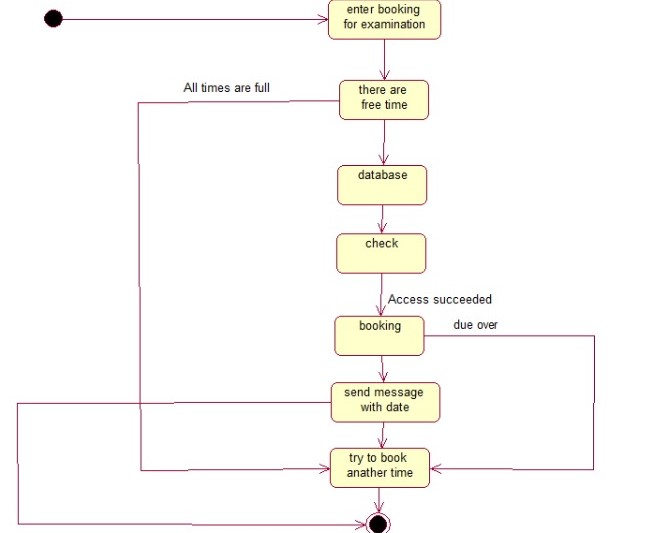 enter booking
for examination
All times are full
there are
free time
database
check
Access succeeded
booking
due over
send message
with date
try to book
anather time